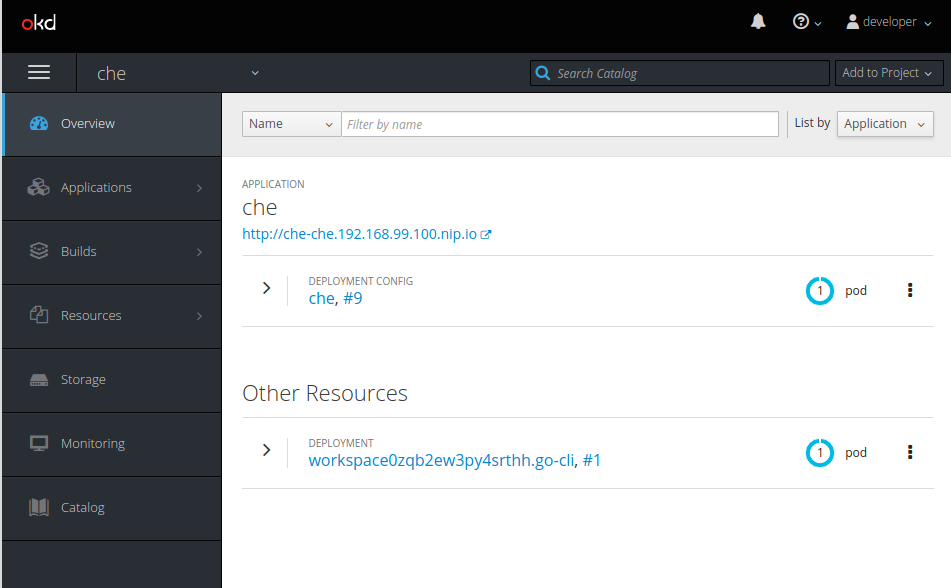 okd
developer
che
Search Catalog
Add to Project
Overview
Applications
Builds
Resources
Storage
Monitoring
Catalog
Name
Filter by name
List by
Application
APPLICATION
che
http://che-che.192.168.99.100.nip.io
DEPLOYMENT CONFIG
che, #9
1 pod
Other Resources
DEPLOYMENT
workspace0zqb2ew3py4srthh.go-cli, #1
1 pod